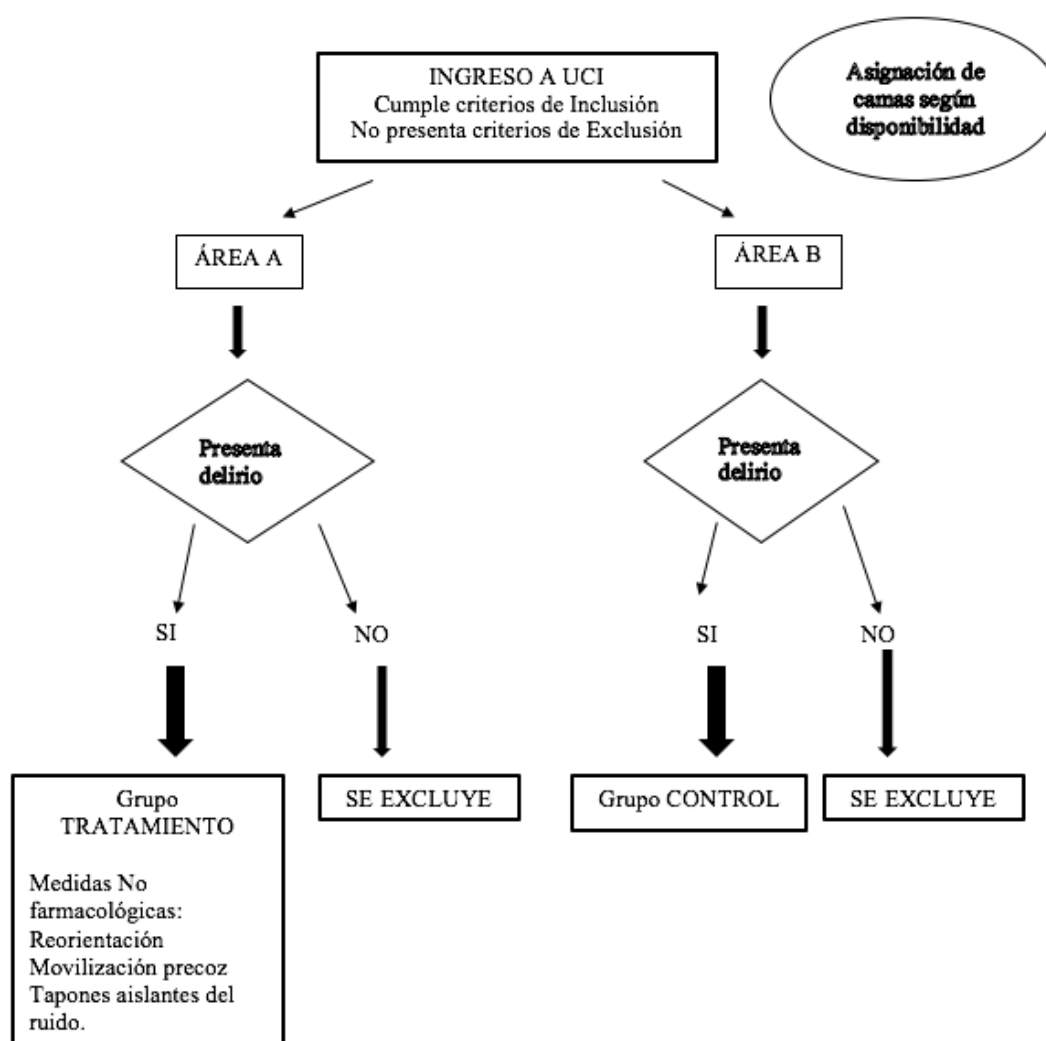 INGRESO A UCI
Cumple criterios de Inclusión
No presenta criterios de Exclusión
Asignación de
camas según
disponibilidad
ÁREA A
ÁREA B
Presenta
delirio
Presenta
delirio
SI
NO
SI
NO
Grupo
TRATAMIENTO
Medidas No
farmacológicas:
Reorientación
Movilización precoz
Tapones aislantes del
ruido.
SE EXCLUYE
Grupo CONTROL
SE EXCLUYE